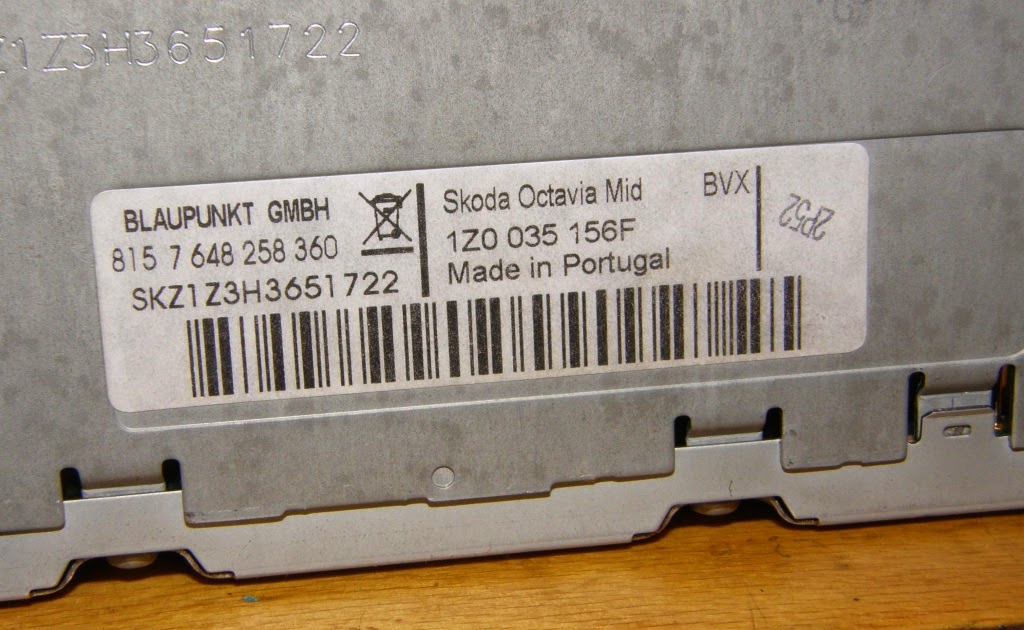 Z1Z3H3651722
BLAUPUNKT GMBH
815 7 648 258 360
SKZ1Z3H3651722
Skoda Octavia Mid BVX
1Z0 035 156F
Made in Portugal
2P52